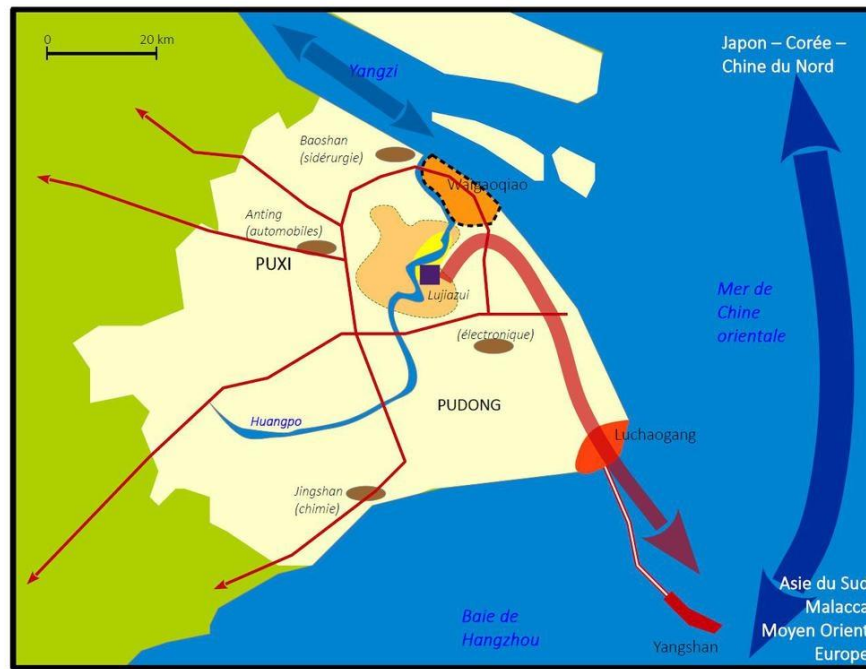 0 20 km
Japon – Corée –
Chine du Nord
Yangzi
Baoshan
(sidérurgie)
Waigaoqiao
Anting
(automobiles)
PUXI
Lujiazui
Mer de
Chine
orientale
(électronique)
PUDONG
Huangpo
Luchaogang
Jingshan
(chimie)
Baie de
Hangzhou
Yangshan
Asie du Sud
Malacca
Moyen Orient
Europe